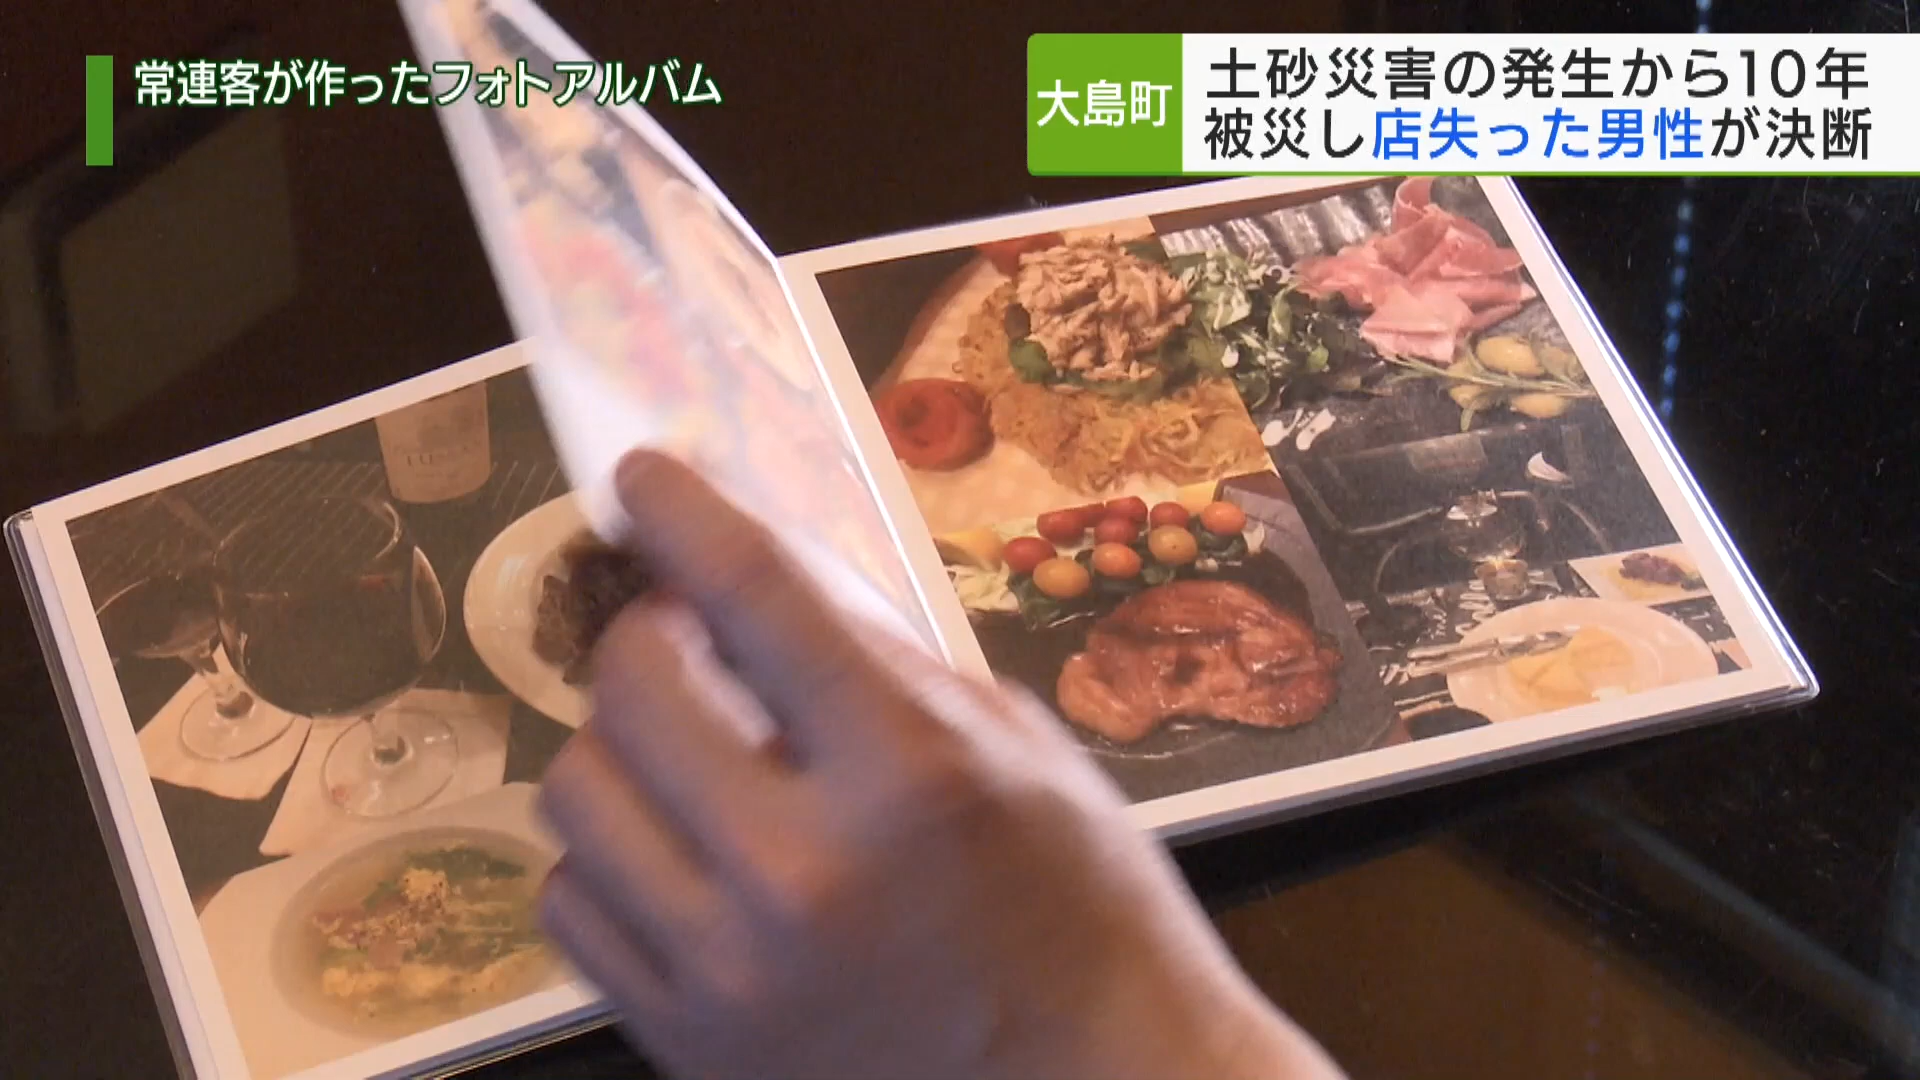 常連客が作ったフォトアルバム
大島町
土砂災害の発生から10年
被災し店失った男性が決断